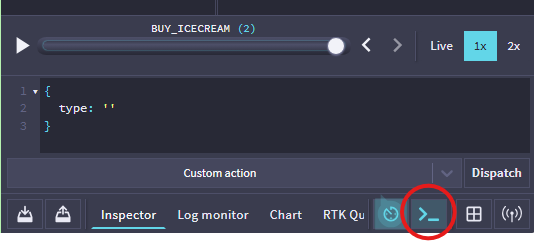 BUY_ICECREAM (2)
Live 1x 2x
1 {
2 type: ''
3 }
Custom action Dispatch
Inspector Log monitor Chart RTK Qu